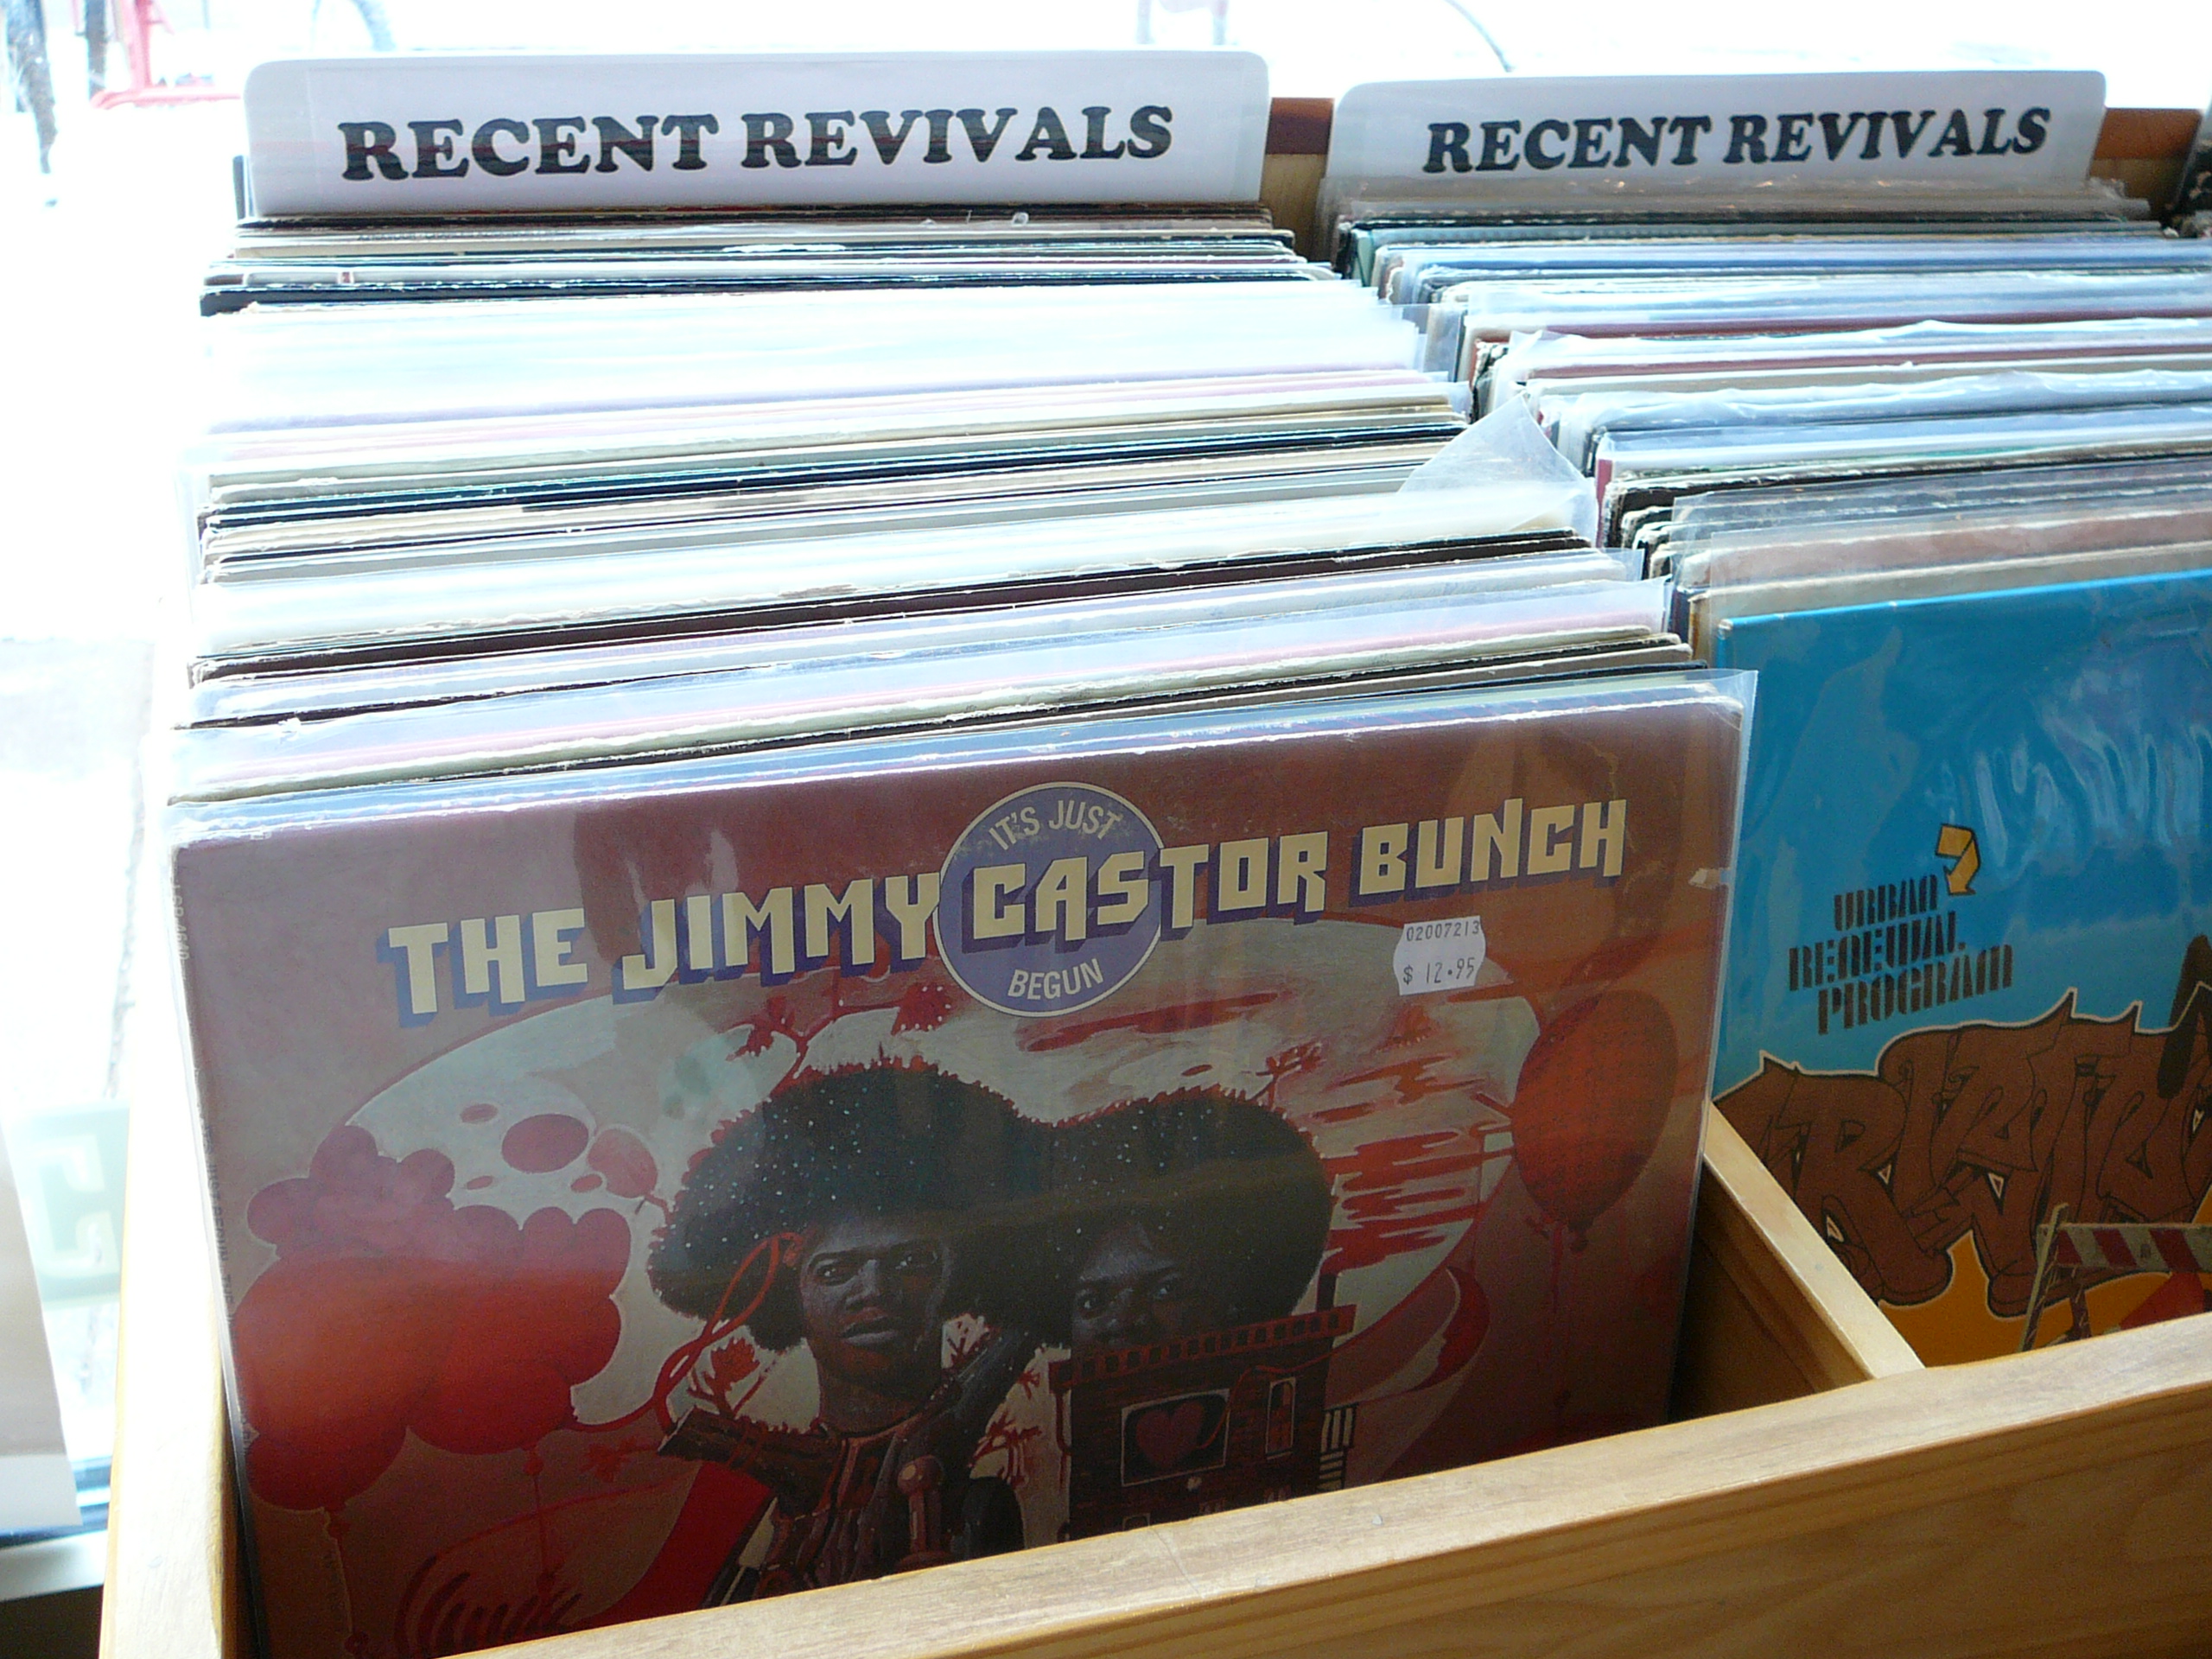 RECENT REVIVALS
RECENT REVIVALS
IT'S JUST
THE JIMMY CASTOR BUNCH
BEGUN
02007213
$ 12.95
URBAN
RENEWAL
PROGRAM